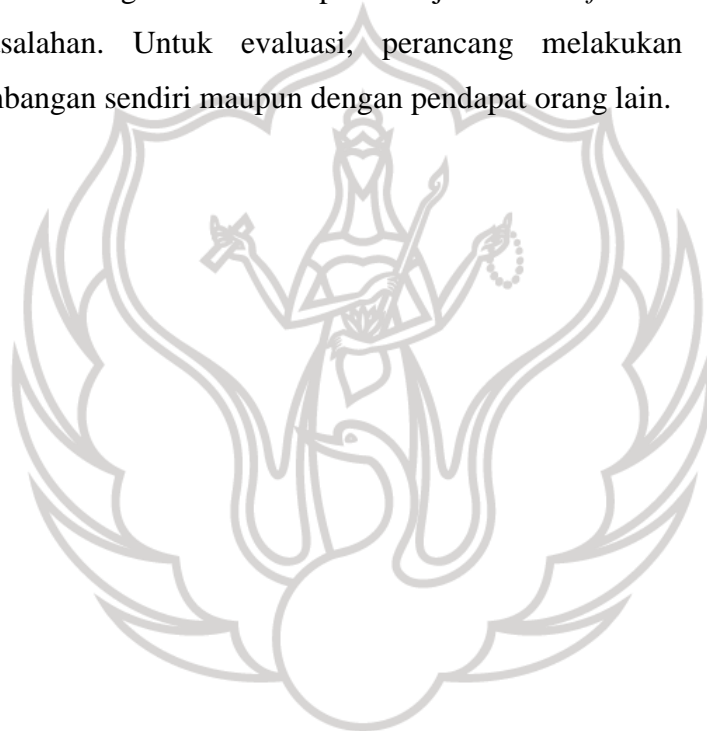 salahan. Untuk evaluasi, perancang melakukan
nbangan sendiri maupun dengan pendapat orang lain.